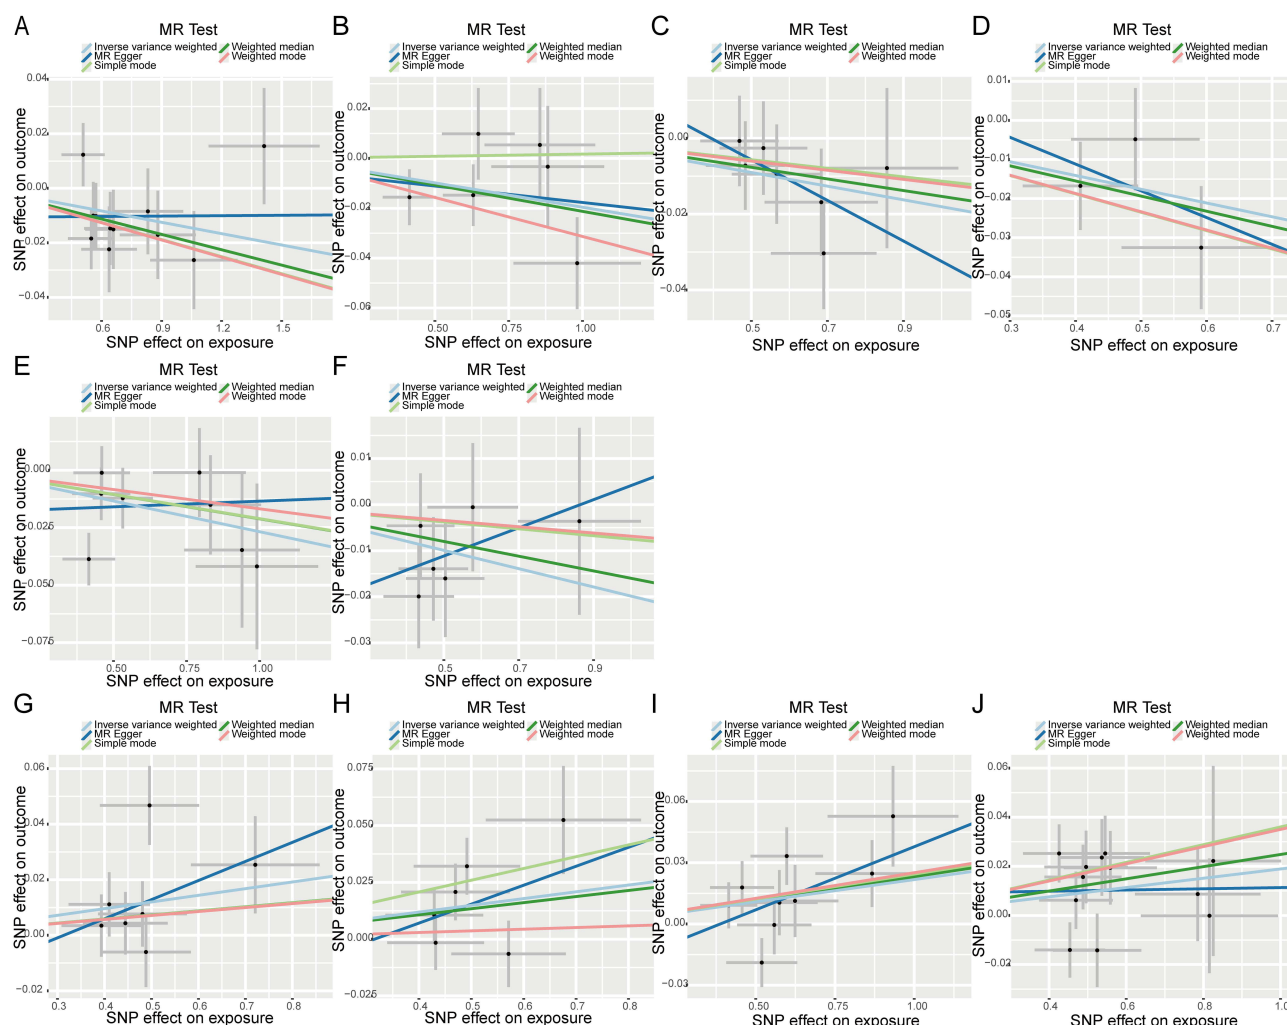 A
MR Test
Inverse variance weighted
Weighted median
MR Egger
Weighted mode
Simple mode
SNP effect on outcome
0.04
0.02
0.00
−0.02
−0.04
0.6
0.9
1.2
1.5
SNP effect on exposure
B
MR Test
Inverse variance weighted
Weighted median
MR Egger
Weighted mode
Simple mode
SNP effect on outcome
0.02
0.00
−0.02
−0.04
−0.06
0.50
0.75
1.00
SNP effect on exposure
C
MR Test
Inverse variance weighted
Weighted median
MR Egger
Weighted mode
Simple mode
SNP effect on outcome
0.00
−0.02
−0.04
0.5
0.7
0.9
SNP effect on exposure
D
MR Test
Inverse variance weighted
Weighted median
MR Egger
Weighted mode
Simple mode
SNP effect on outcome
0.01
0.00
−0.01
−0.02
−0.03
−0.04
−0.05
0.3
0.4
0.5
0.6
0.7
SNP effect on exposure
E
MR Test
Inverse variance weighted
Weighted median
MR Egger
Weighted mode
Simple mode
SNP effect on outcome
0.000
−0.025
−0.050
−0.075
0.50
0.75
1.00
SNP effect on exposure
F
MR Test
Inverse variance weighted
Weighted median
MR Egger
Weighted mode
Simple mode
SNP effect on outcome
0.01
0.00
−0.01
−0.02
−0.03
0.5
0.7
0.9
SNP effect on exposure
G
MR Test
Inverse variance weighted
Weighted median
MR Egger
Weighted mode
Simple mode
SNP effect on outcome
0.06
0.04
0.02
0.00
−0.02
0.3
0.4
0.5
0.6
0.7
0.8
SNP effect on exposure
H
MR Test
Inverse variance weighted
Weighted median
MR Egger
Weighted mode
Simple mode
SNP effect on outcome
0.075
0.050
0.025
0.000
−0.025
0.4
0.5
0.6
0.7
0.8
SNP effect on exposure
I
MR Test
Inverse variance weighted
Weighted median
MR Egger
Weighted mode
Simple mode
SNP effect on outcome
0.06
0.03
0.00
−0.03
0.50
0.75
1.00
SNP effect on exposure
J
MR Test
Inverse variance weighted
Weighted median
MR Egger
Weighted mode
Simple mode
SNP effect on outcome
0.06
0.04
0.02
0.00
−0.02
0.4
0.6
0.8
1.0
SNP effect on exposure